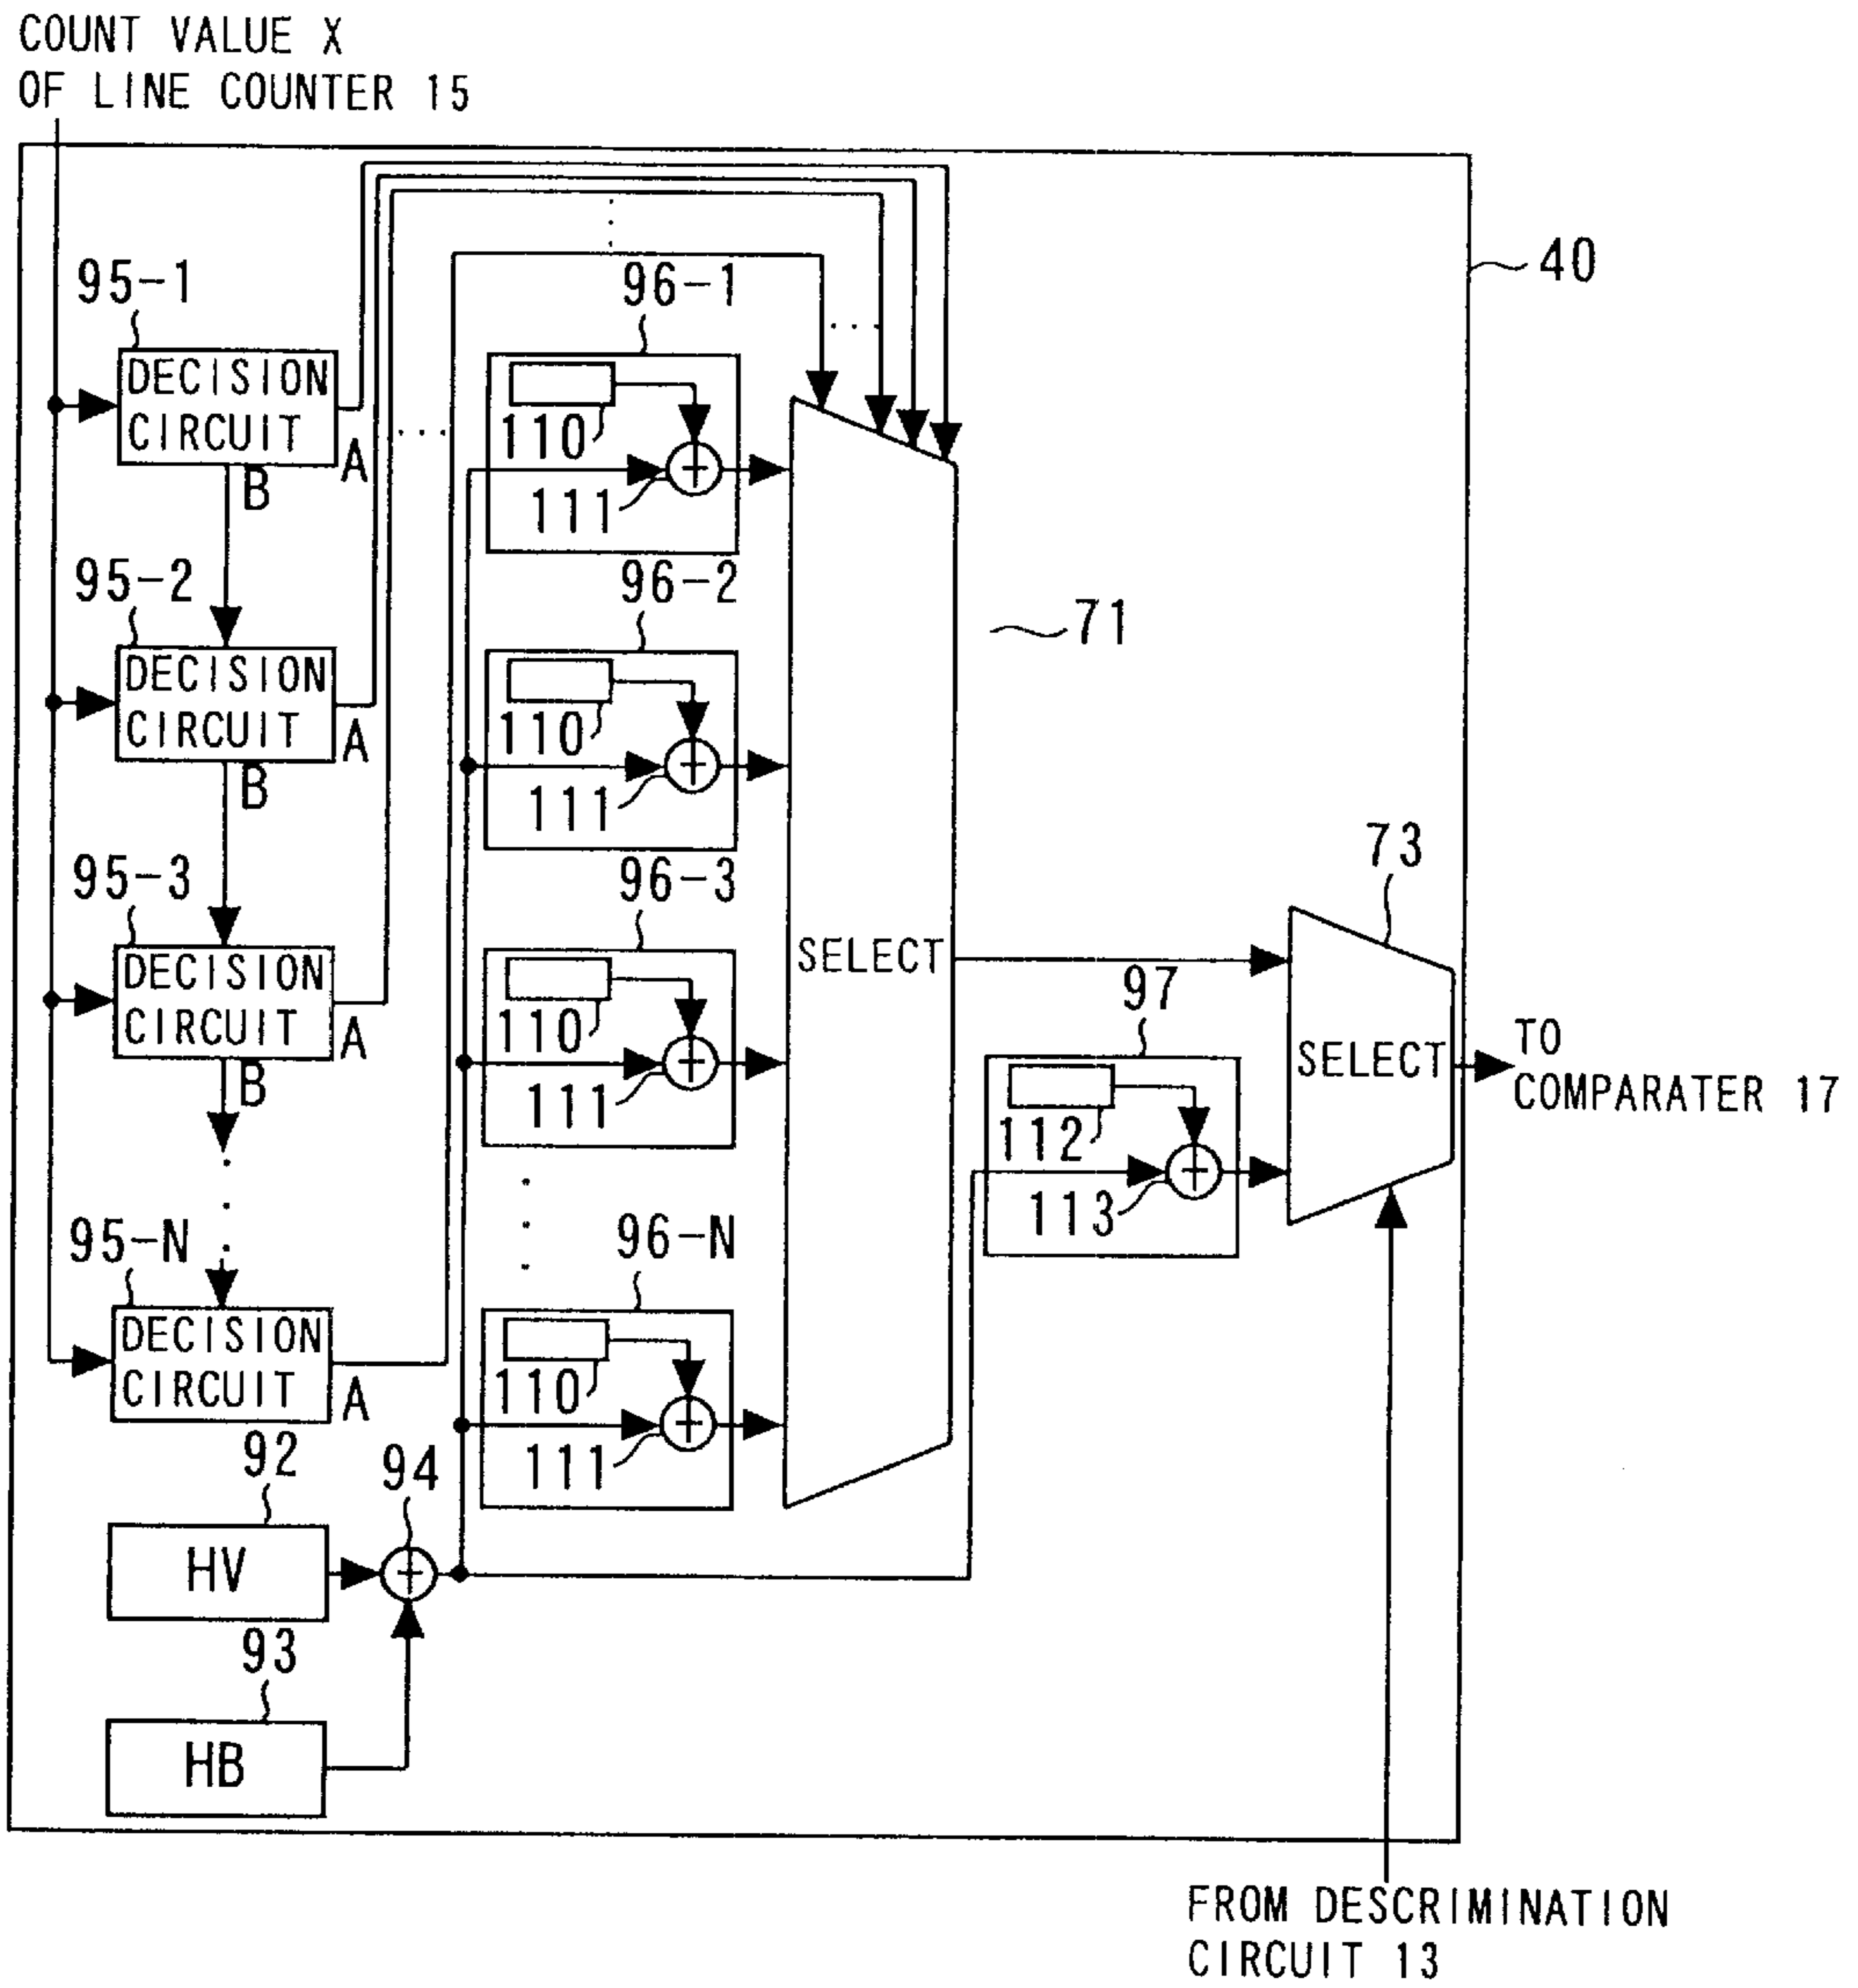 COUNT VALUE X
OF LINE COUNTER 15
40
95-1
DECISION
CIRCUIT
A
B
96-1
110
111
95-2
DECISION
CIRCUIT
A
B
96-2
110
111
71
95-3
DECISION
CIRCUIT
A
B
96-3
110
111
SELECT
73
97
112
113
SELECT
TO
COMPARATER 17
95-N
DECISION
CIRCUIT
A
96-N
110
111
92
HV
94
93
HB
FROM DESCRIMINATION
CIRCUIT 13